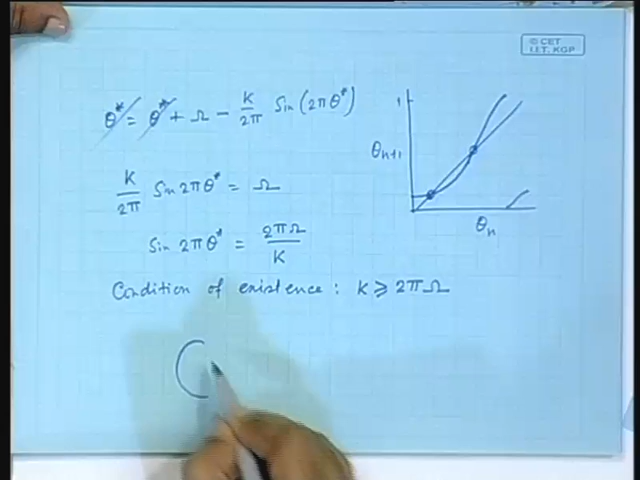 © CET
I.I.T. KGP
θ* = θ* + Ω - K/2π Sin (2πθ*)
K/2π Sin 2πθ* = Ω
Sin 2πθ* = 2πΩ/K
Condition of existence: K ⩾ 2πΩ
1
θn+1
θn